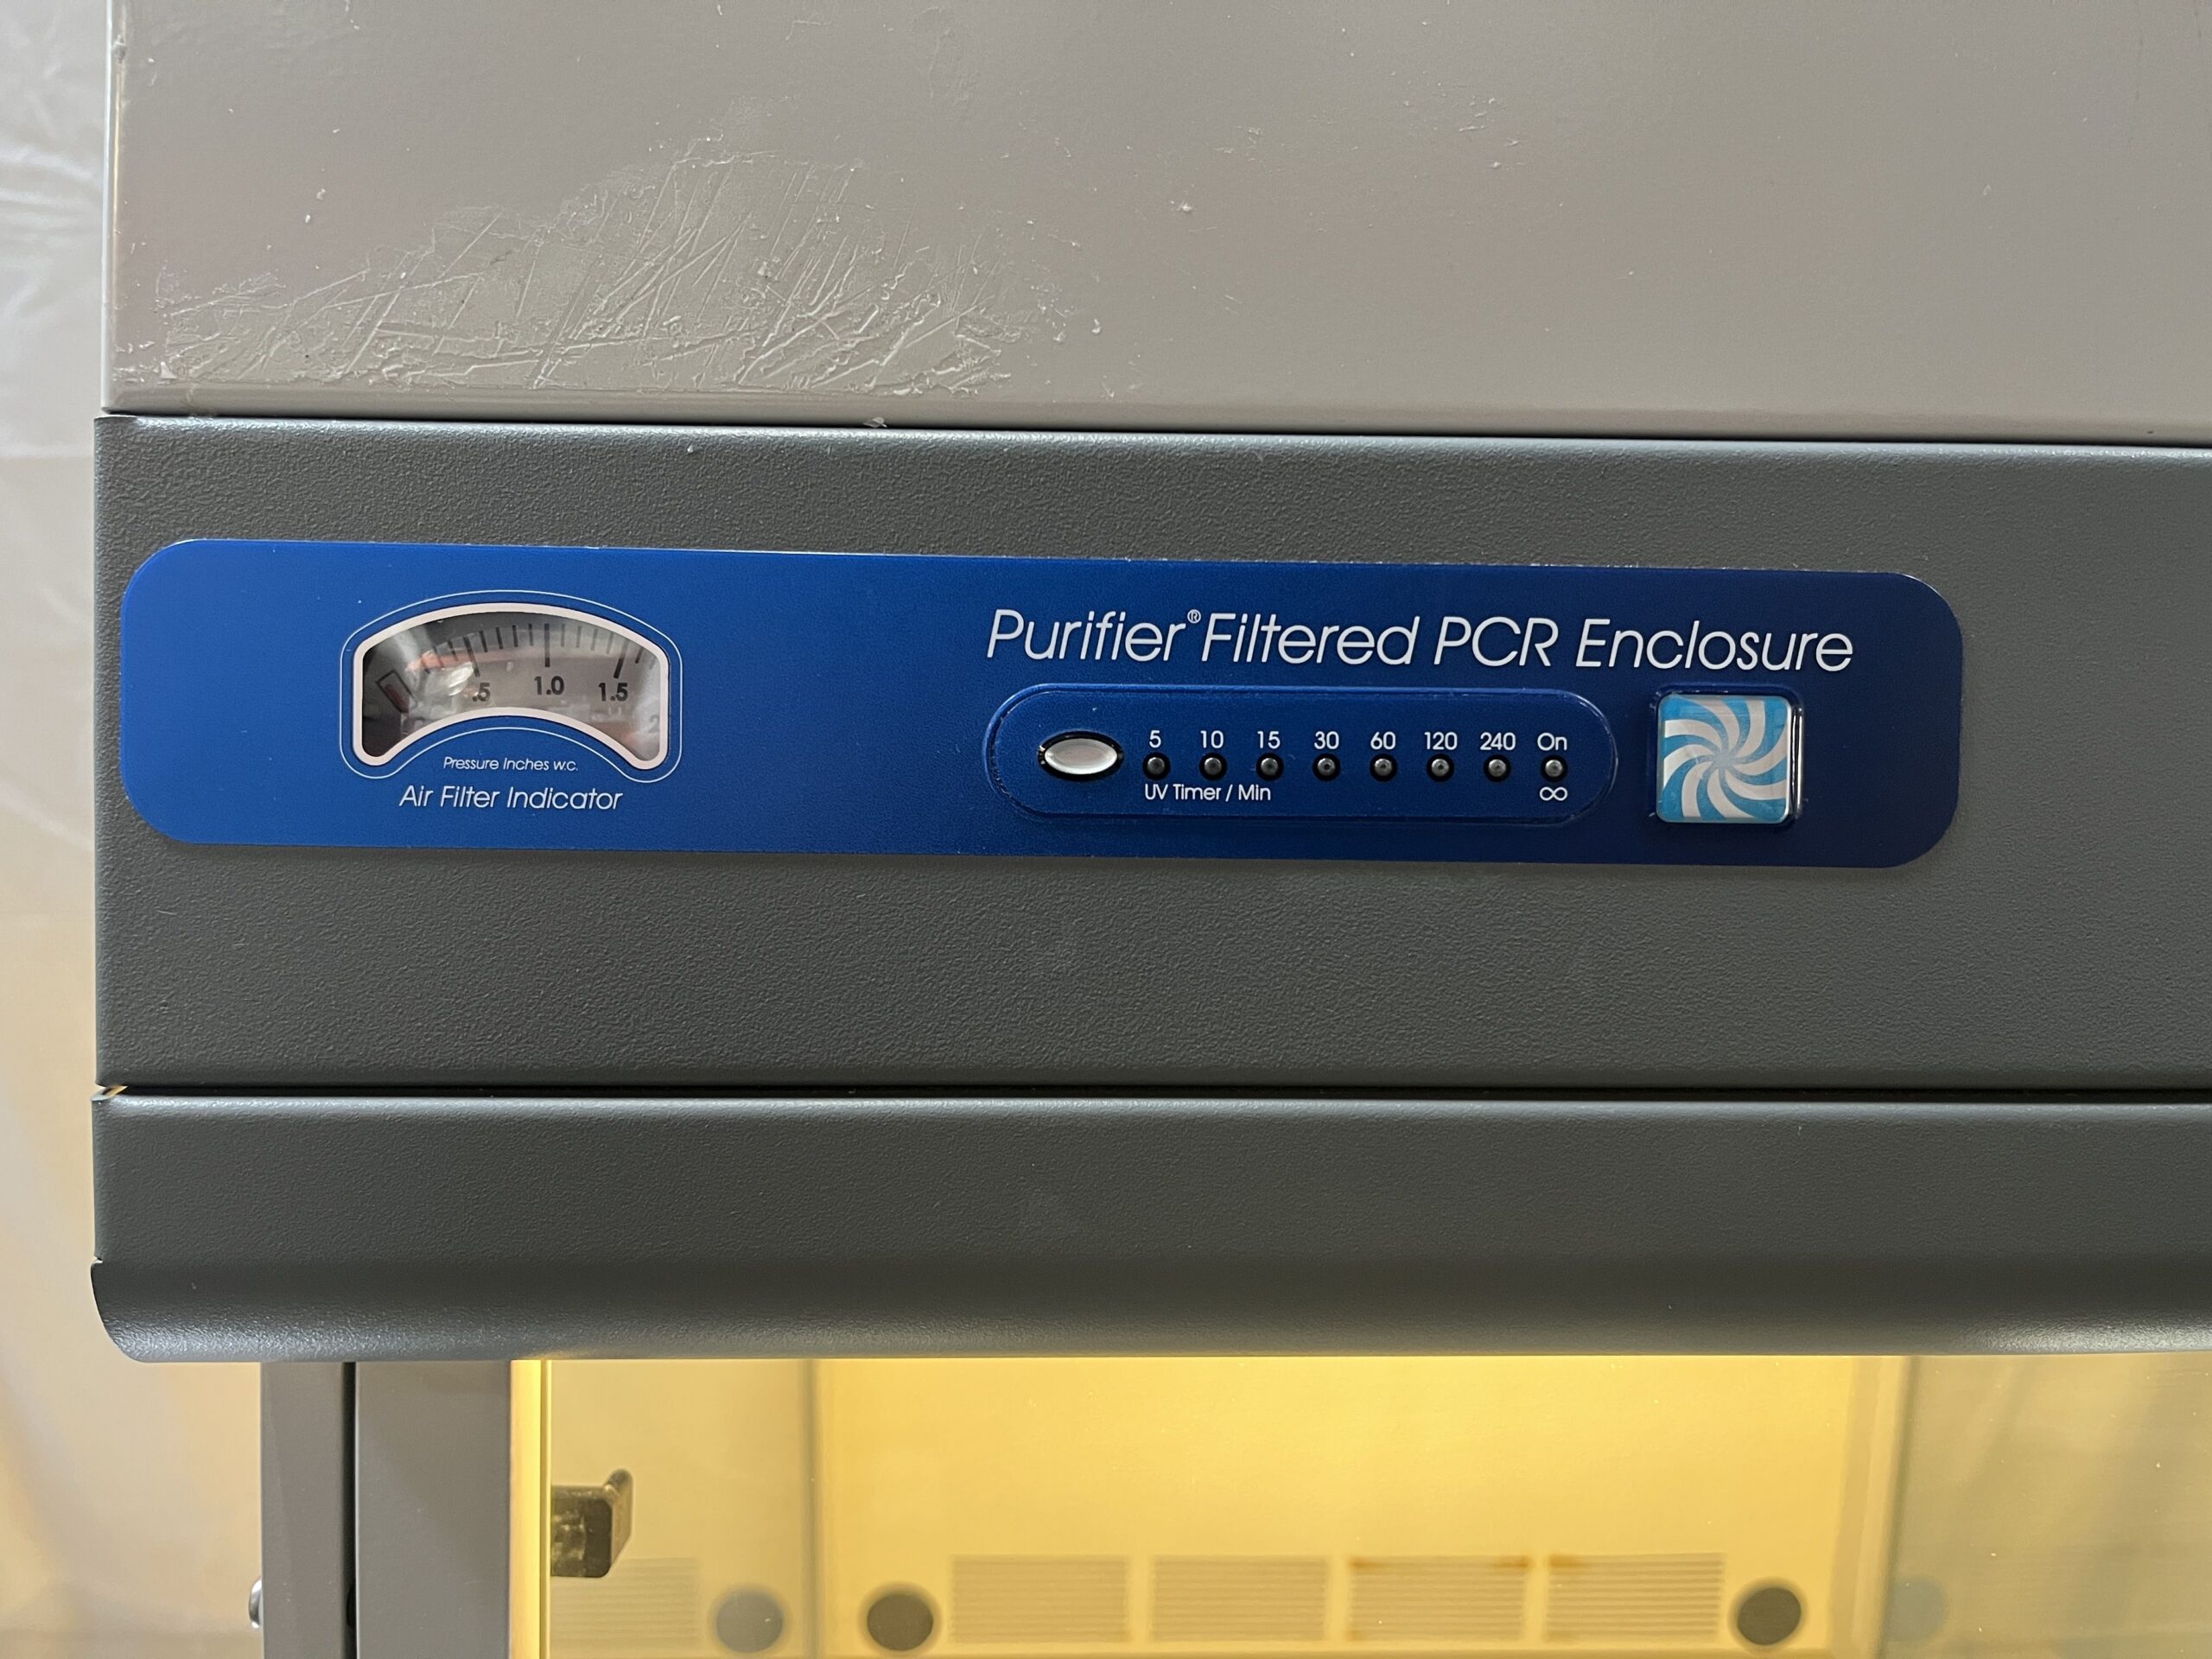 Purifier® Filtered PCR Enclosure
.5 1.0 1.5 2
Pressure Inches w.c.
Air Filter Indicator
5 10 15 30 60 120 240 On
UV Timer / Min ∞